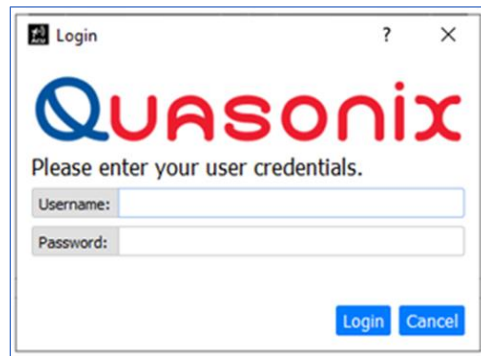 Login
Quasonix
Please enter your user credentials.
Username:
Password:
Login Cancel